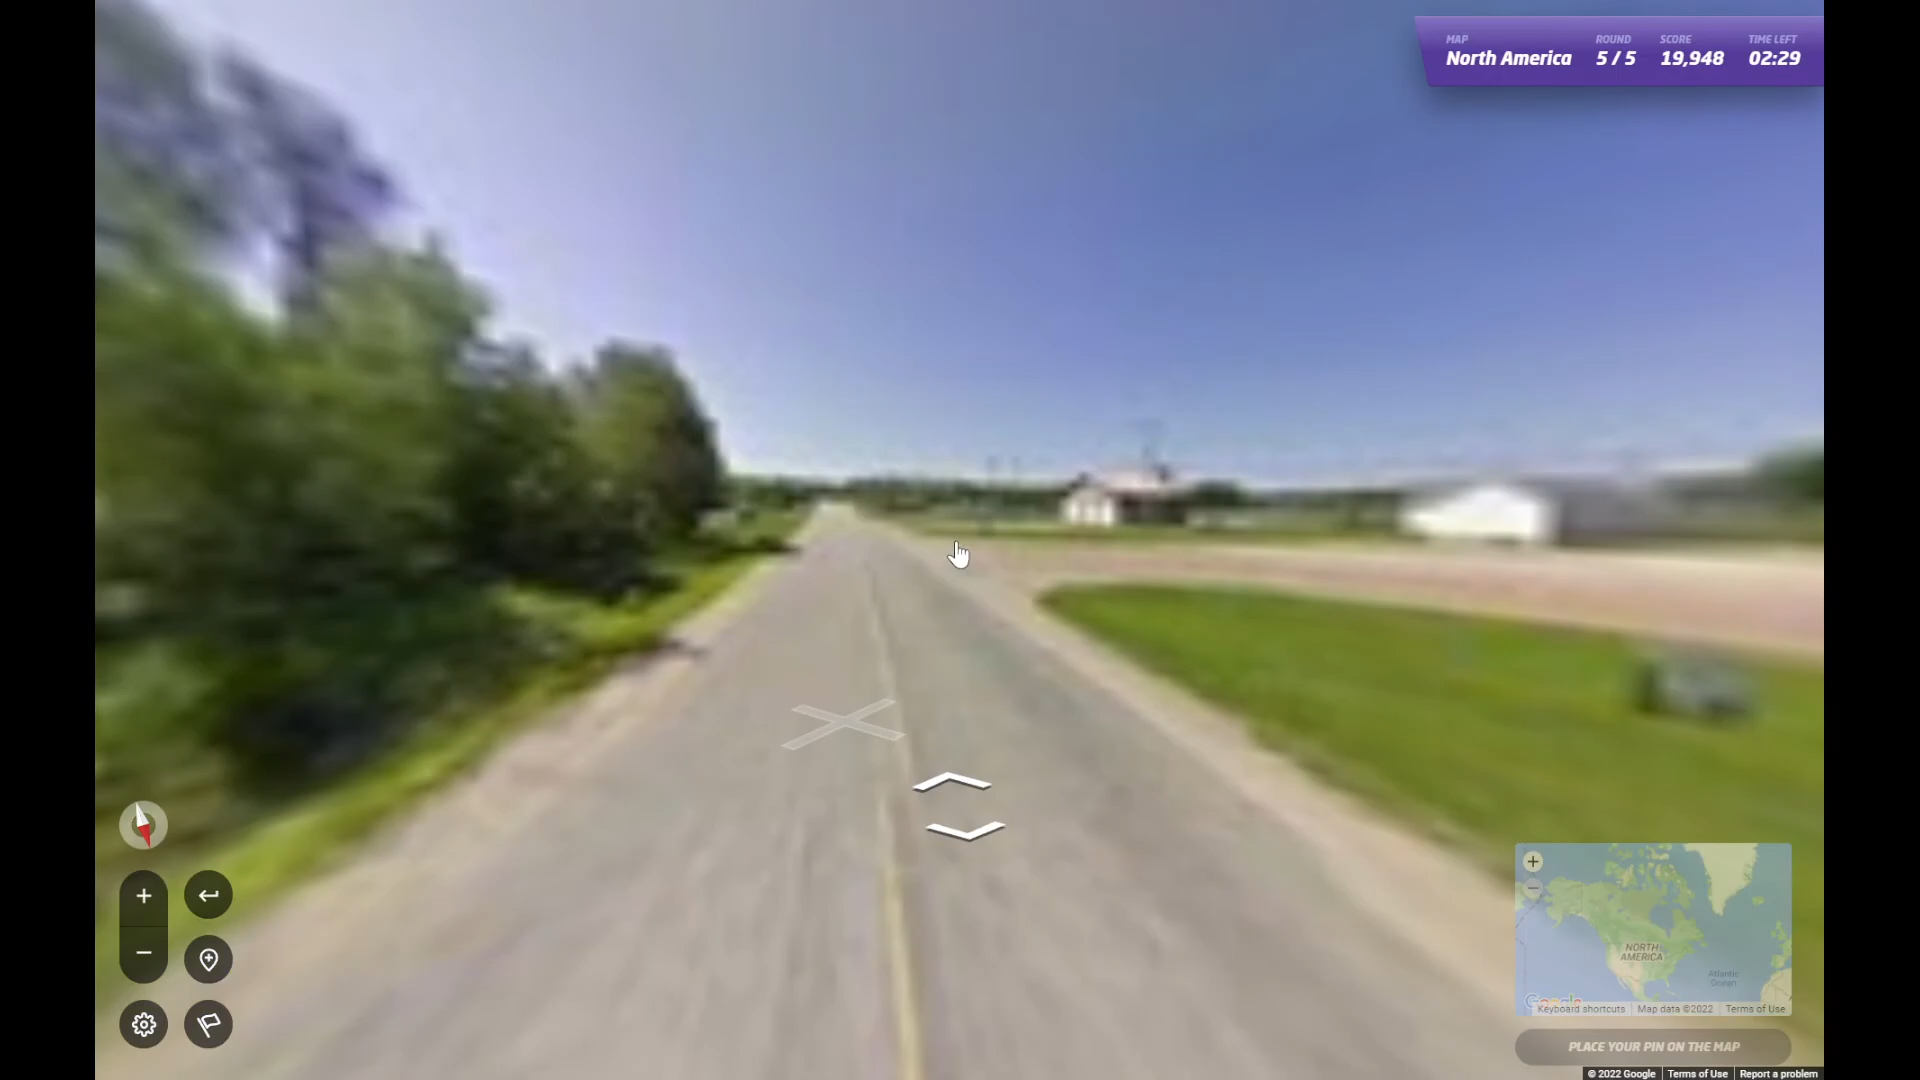 MAP
North America
ROUND
5 / 5
SCORE
19,948
TIME LEFT
02:29
NORTH
AMERICA
Atlantic
Ocean
Google
Keyboard shortcuts
Map data ©2022
Terms of Use
PLACE YOUR PIN ON THE MAP
© 2022 Google
Terms of Use
Report a problem